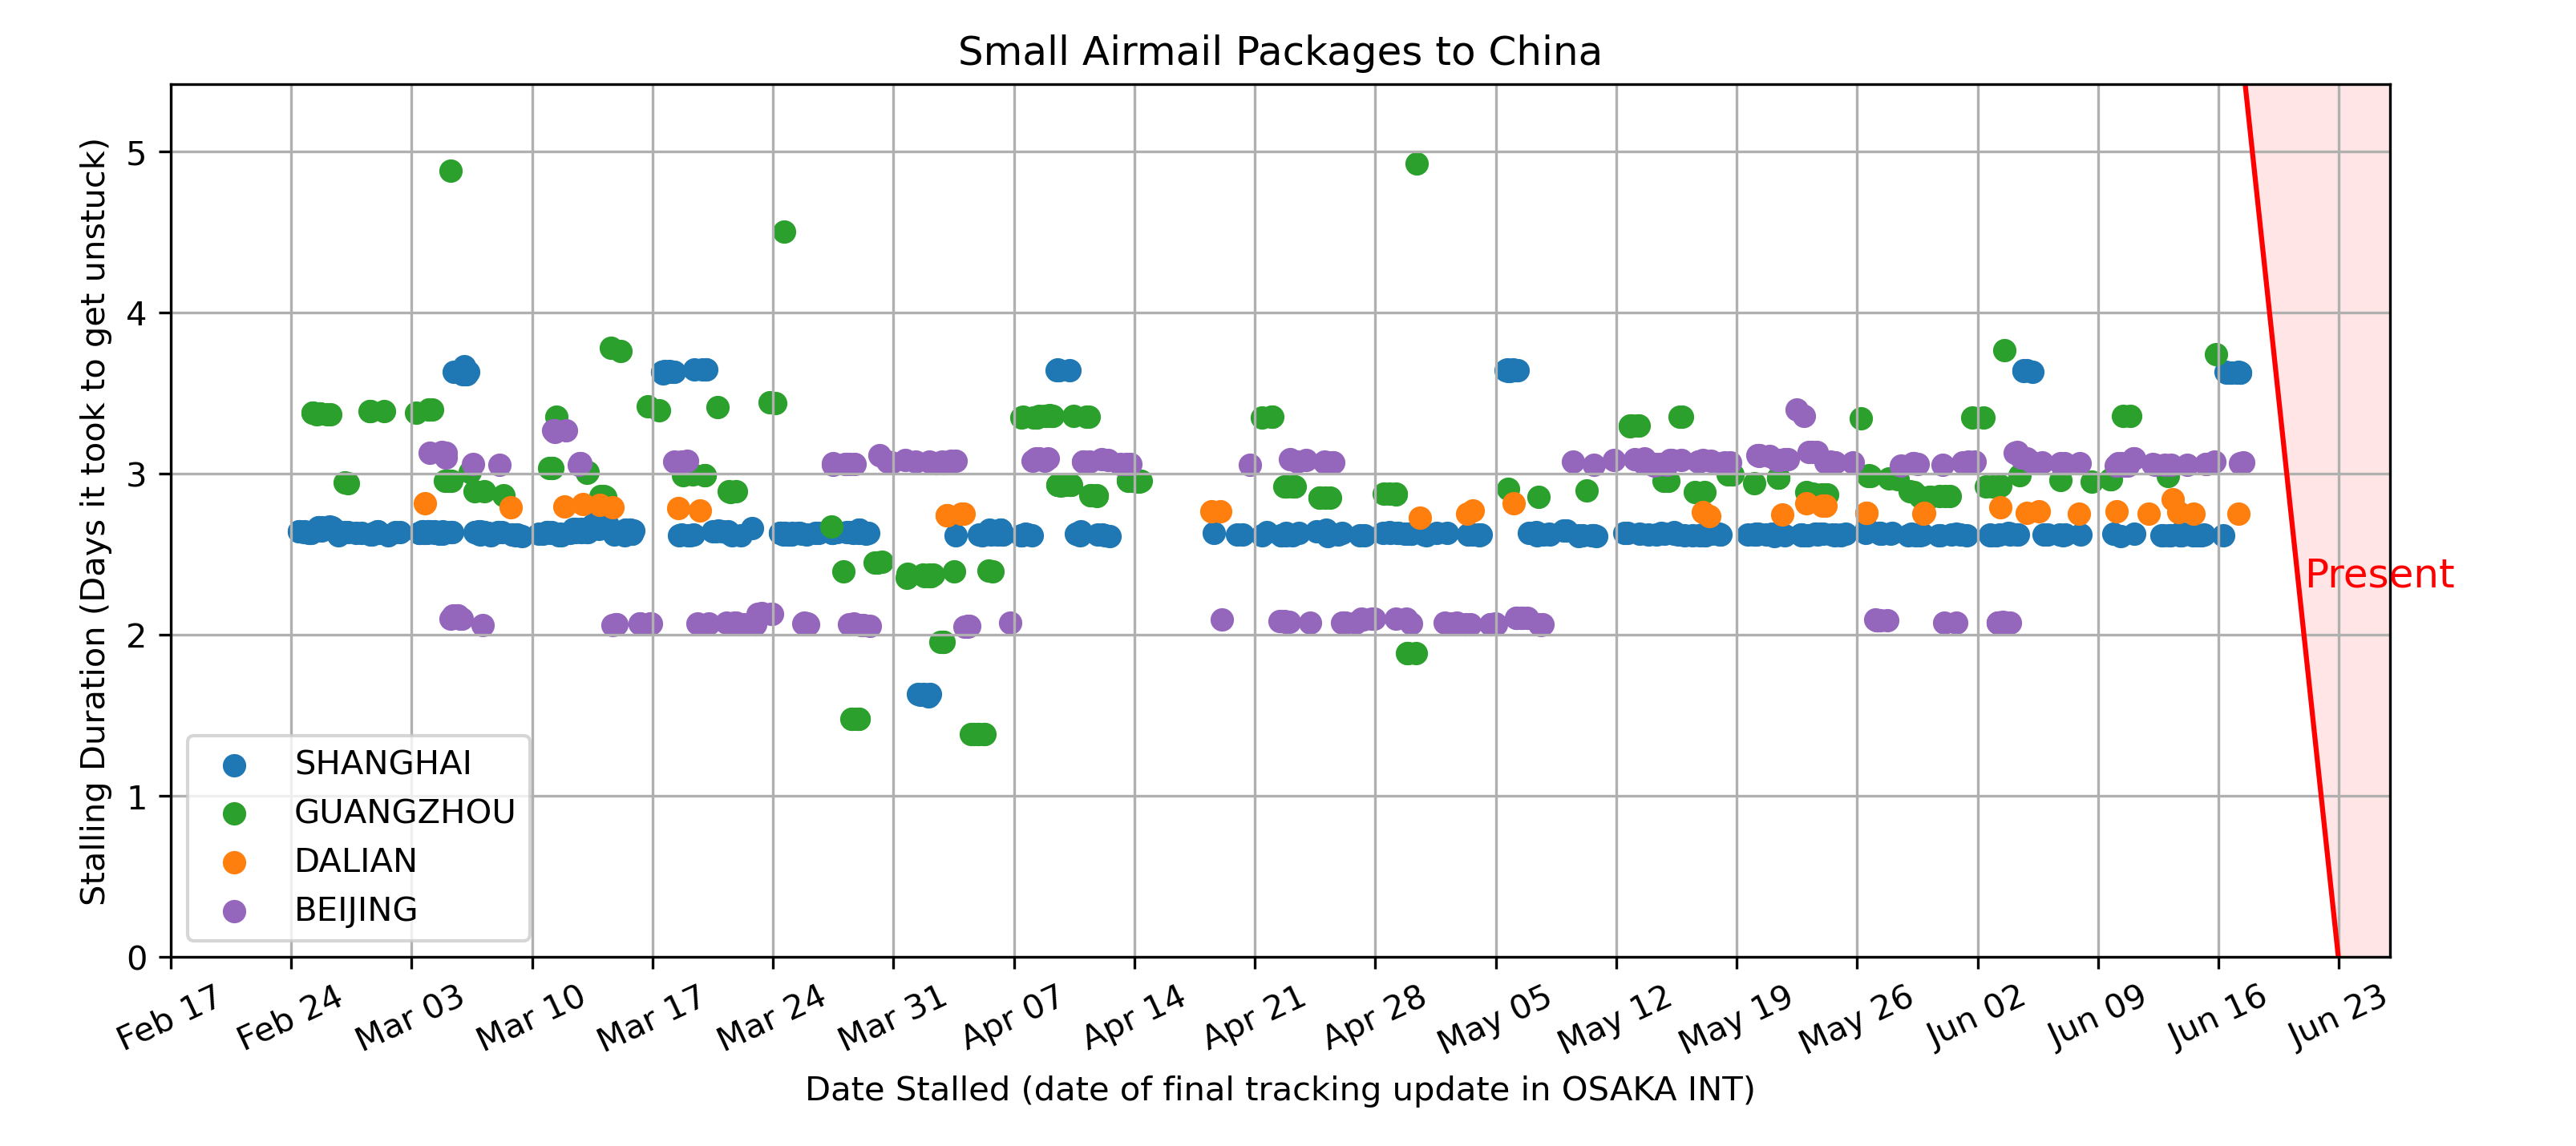 Small Airmail Packages to China
Stalling Duration (Days it took to get unstuck)
5
4
3
2
1
0
Present
SHANGHAI
GUANGZHOU
DALIAN
BEIJING
Feb 17
Feb 24
Mar 03
Mar 10
Mar 17
Mar 24
Mar 31
Apr 07
Apr 14
Apr 21
Apr 28
May 05
May 12
May 19
May 26
Jun 02
Jun 09
Jun 16
Jun 23
Date Stalled (date of final tracking update in OSAKA INT)